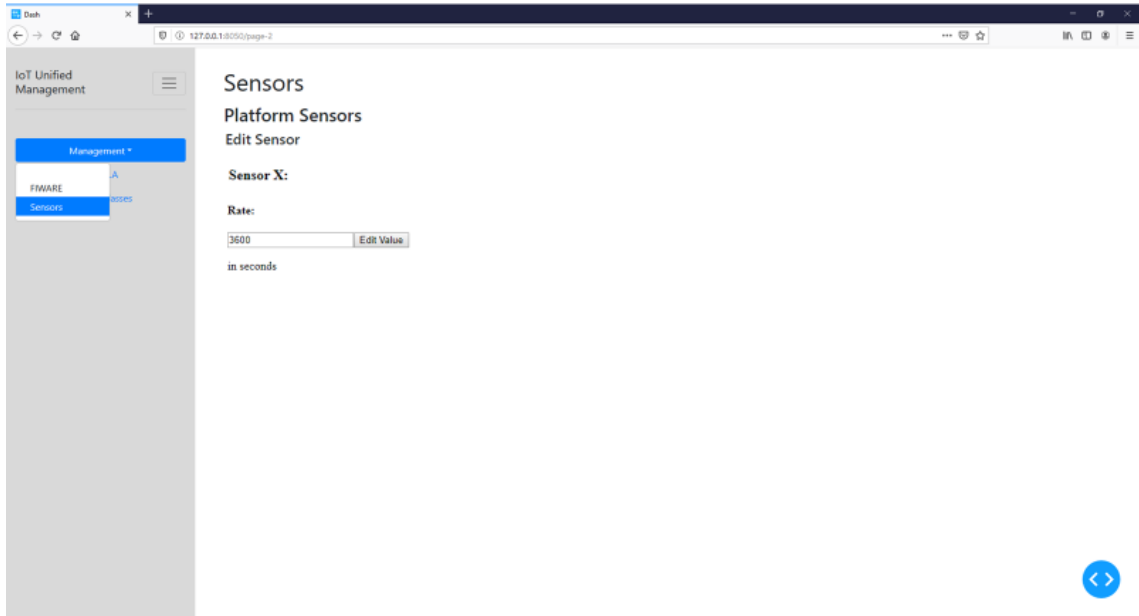 Dash
127.0.0.1:8050/page-2
IoT Unified
Management
Management
FIWARE
Sensors
Sensors
Platform Sensors
Edit Sensor
Sensor X:
Rate:
3600 Edit Value
in seconds